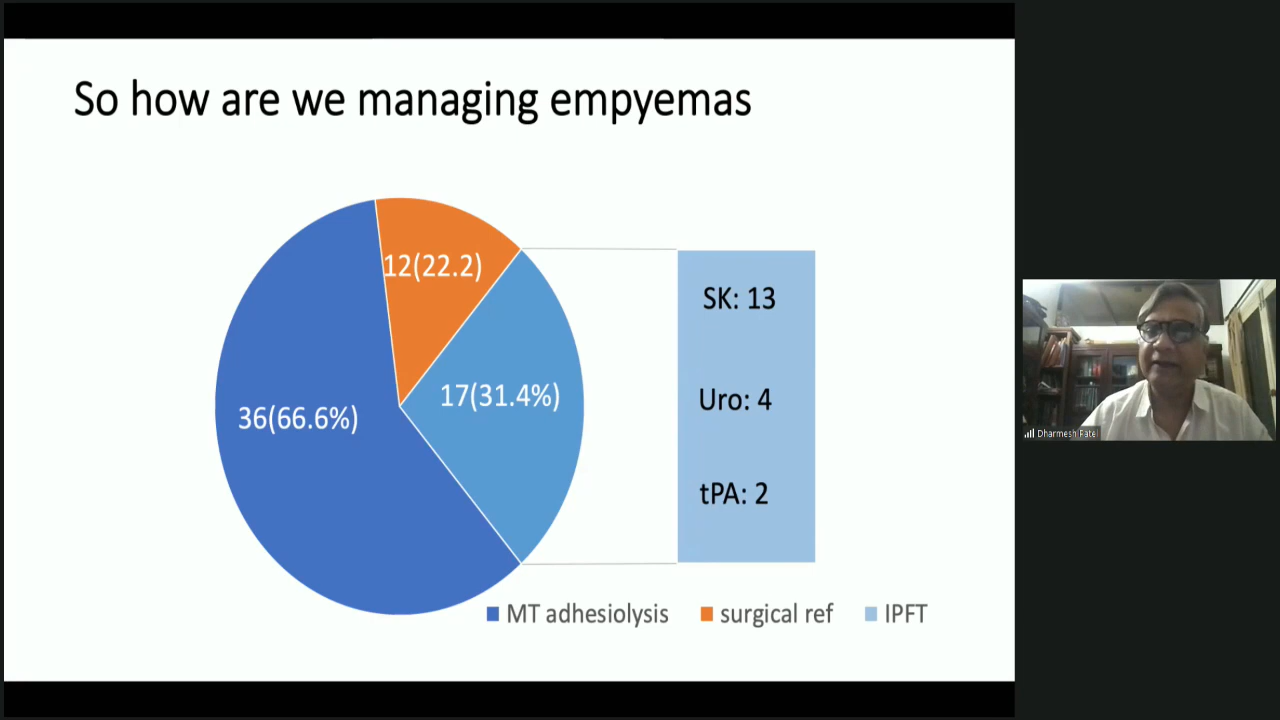 So how are we managing empyemas
12(22.2)
36(66.6%)
17(31.4%)
SK: 13
Uro: 4
tPA: 2
MT adhesiolysis
surgical ref
IPFT
Dharmesh Patel